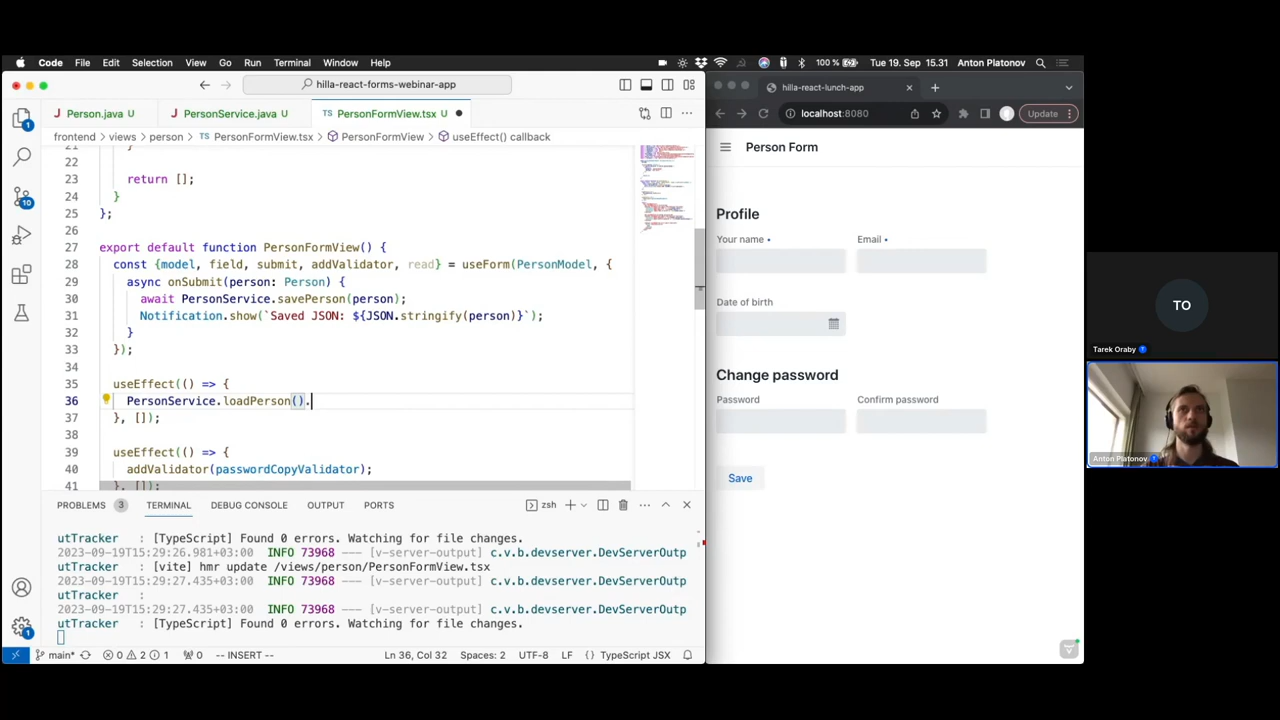 Code File Edit Selection View Go Run Terminal Window Help 100 % Tue 19. Sep 15.31 Anton Platonov
hilla-react-forms-webinar-app
Person.java U PersonService.java U PersonFormView.tsx U
frontend > views > person > PersonFormView.tsx > PersonFormView > useEffect() callback
21 }
22
23 return [];
24 }
25 };
26
27 export default function PersonFormView() {
28 const {model, field, submit, addValidator, read} = useForm(PersonModel, {
29 async onSubmit(person: Person) {
30 await PersonService.savePerson(person);
31 Notification.show(`Saved JSON: ${JSON.stringify(person)}`);
32 }
33 });
34
35 useEffect(() => {
36 PersonService.loadPerson().
37 }, []);
38
39 useEffect(() => {
40 addValidator(passwordCopyValidator);
41 }, []);
PROBLEMS 3 TERMINAL DEBUG CONSOLE OUTPUT PORTS zsh
utTracker : [TypeScript] Found 0 errors. Watching for file changes.
2023-09-19T15:29:26.981+03:00 INFO 73968 --- [v-server-output] c.v.b.devserver.DevServerOutp
utTracker : [vite] hmr update /views/person/PersonFormView.tsx
2023-09-19T15:29:27.435+03:00 INFO 73968 --- [v-server-output] c.v.b.devserver.DevServerOutp
utTracker :
2023-09-19T15:29:27.435+03:00 INFO 73968 --- [v-server-output] c.v.b.devserver.DevServerOutp
utTracker : [TypeScript] Found 0 errors. Watching for file changes.
1
10
1
main* 0 2 1 0 -- INSERT -- Ln 36, Col 32 Spaces: 2 UTF-8 LF {} TypeScript JSX
hilla-react-lunch-app
localhost:8080 Update
Person Form
Profile
Your name • Email •
Date of birth
Change password
Password Confirm password
Save
TO
Tarek Oraby
Anton Platonov